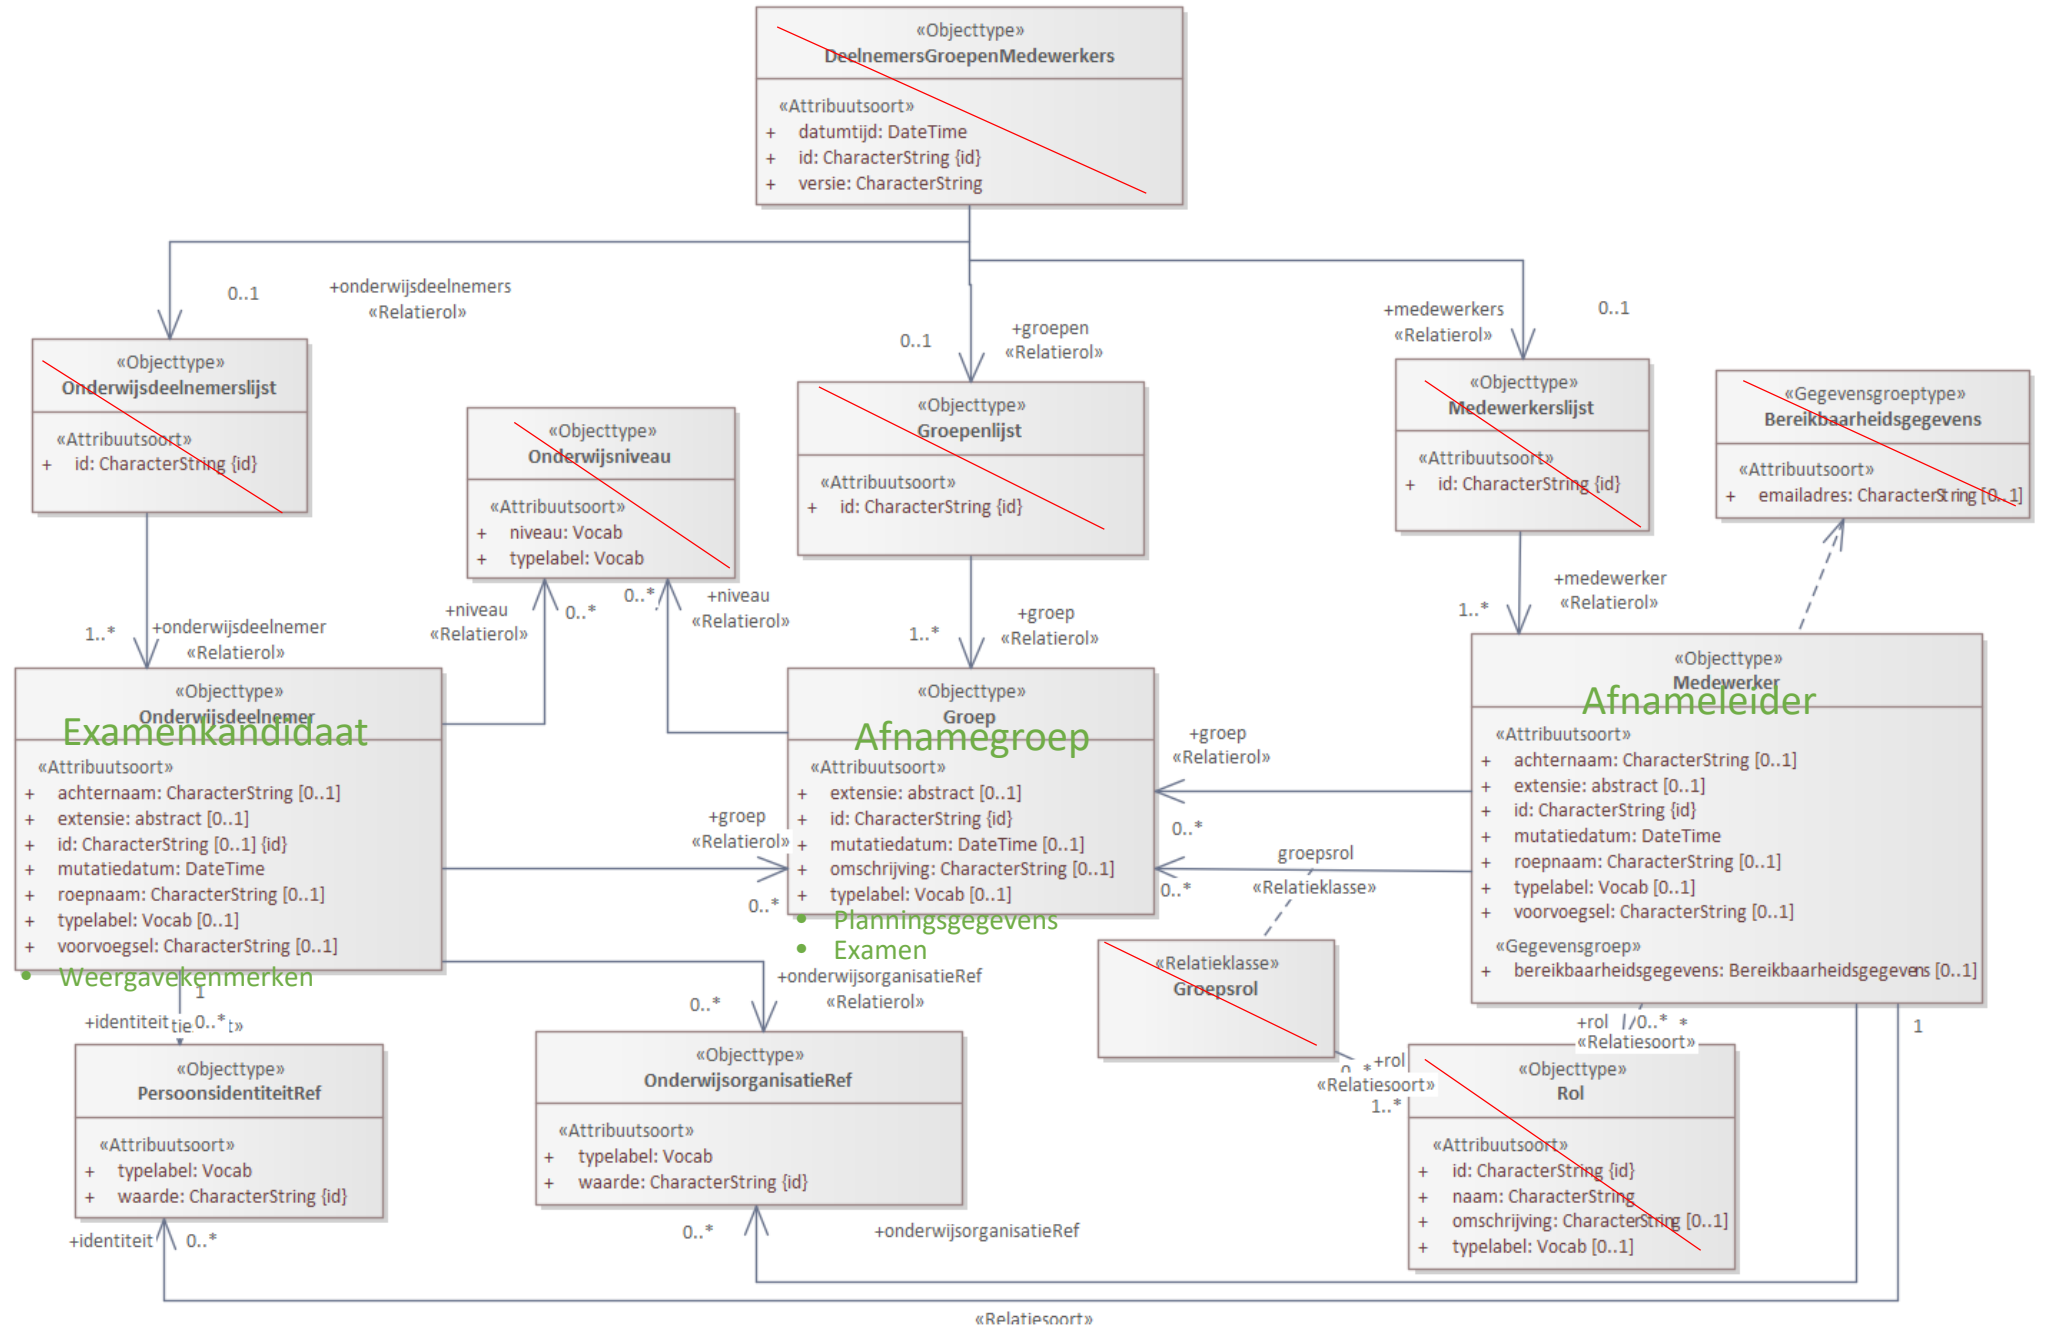 «Objecttype»
DeelnemersGroepenMedewerkers
«Attribuutsoort»
+ datumtijd: DateTime
+ id: CharacterString {id}
+ versie: CharacterString
0..1
+onderwijsdeelnemers
«Relatierol»
0..1
+groepen
«Relatierol»
+medewerkers
«Relatierol»
0..1
«Objecttype»
Onderwijsdeelnemerslijst
«Attribuutsoort»
+ id: CharacterString {id}
«Objecttype»
Onderwijsniveau
«Attribuutsoort»
+ niveau: Vocab
+ typelabel: Vocab
«Objecttype»
Groepenlijst
«Attribuutsoort»
+ id: CharacterString {id}
«Objecttype»
Medewerkerslijst
«Attribuutsoort»
+ id: CharacterString {id}
«Gegevensgroeptype»
Bereikbaarheidsgegevens
«Attribuutsoort»
+ emailadres: CharacterString [0..1]
1..*
+onderwijsdeelnemer
«Relatierol»
+niveau
«Relatierol»
0..*
0..*
+niveau
«Relatierol»
1..*
+groep
«Relatierol»
1..*
+medewerker
«Relatierol»
«Objecttype»
Onderwijsdeelnemer
Examenkandidaat
«Attribuutsoort»
+ achternaam: CharacterString [0..1]
+ extensie: abstract [0..1]
+ id: CharacterString [0..1] {id}
+ mutatiedatum: DateTime
+ roepnaam: CharacterString [0..1]
+ typelabel: Vocab [0..1]
+ voorvoegsel: CharacterString [0..1]
• Weergavekenmerken
+groep
«Relatierol»
0..*
«Objecttype»
Groep
Afnamegroep
«Attribuutsoort»
+ extensie: abstract [0..1]
+ id: CharacterString {id}
+ mutatiedatum: DateTime [0..1]
+ omschrijving: CharacterString [0..1]
+ typelabel: Vocab [0..1]
• Planningsgegevens
• Examen
+groep
«Relatierol»
0..*
groepsrol
«Relatieklasse»
0..*
«Objecttype»
Medewerker
Afnameleider
«Attribuutsoort»
+ achternaam: CharacterString [0..1]
+ extensie: abstract [0..1]
+ id: CharacterString {id}
+ mutatiedatum: DateTime
+ roepnaam: CharacterString [0..1]
+ typelabel: Vocab [0..1]
+ voorvoegsel: CharacterString [0..1]
«Gegevensgroep»
+ bereikbaarheidsgegevens: Bereikbaarheidsgegevens [0..1]
1
+identiteit
0..*
+onderwijsorganisatieRef
«Relatierol»
0..*
«Relatieklasse»
Groepsrol
+rol
0..*
«Relatiesoort»
1..*
+rol
0..*
*
«Relatiesoort»
1
«Objecttype»
PersoonsidentiteitRef
«Attribuutsoort»
+ typelabel: Vocab
+ waarde: CharacterString {id}
«Objecttype»
OnderwijsorganisatieRef
«Attribuutsoort»
+ typelabel: Vocab
+ waarde: CharacterString {id}
«Objecttype»
Rol
«Attribuutsoort»
+ id: CharacterString {id}
+ naam: CharacterString
+ omschrijving: CharacterString [0..1]
+ typelabel: Vocab [0..1]
+identiteit
0..*
0..*
+onderwijsorganisatieRef
«Relatiesoort»